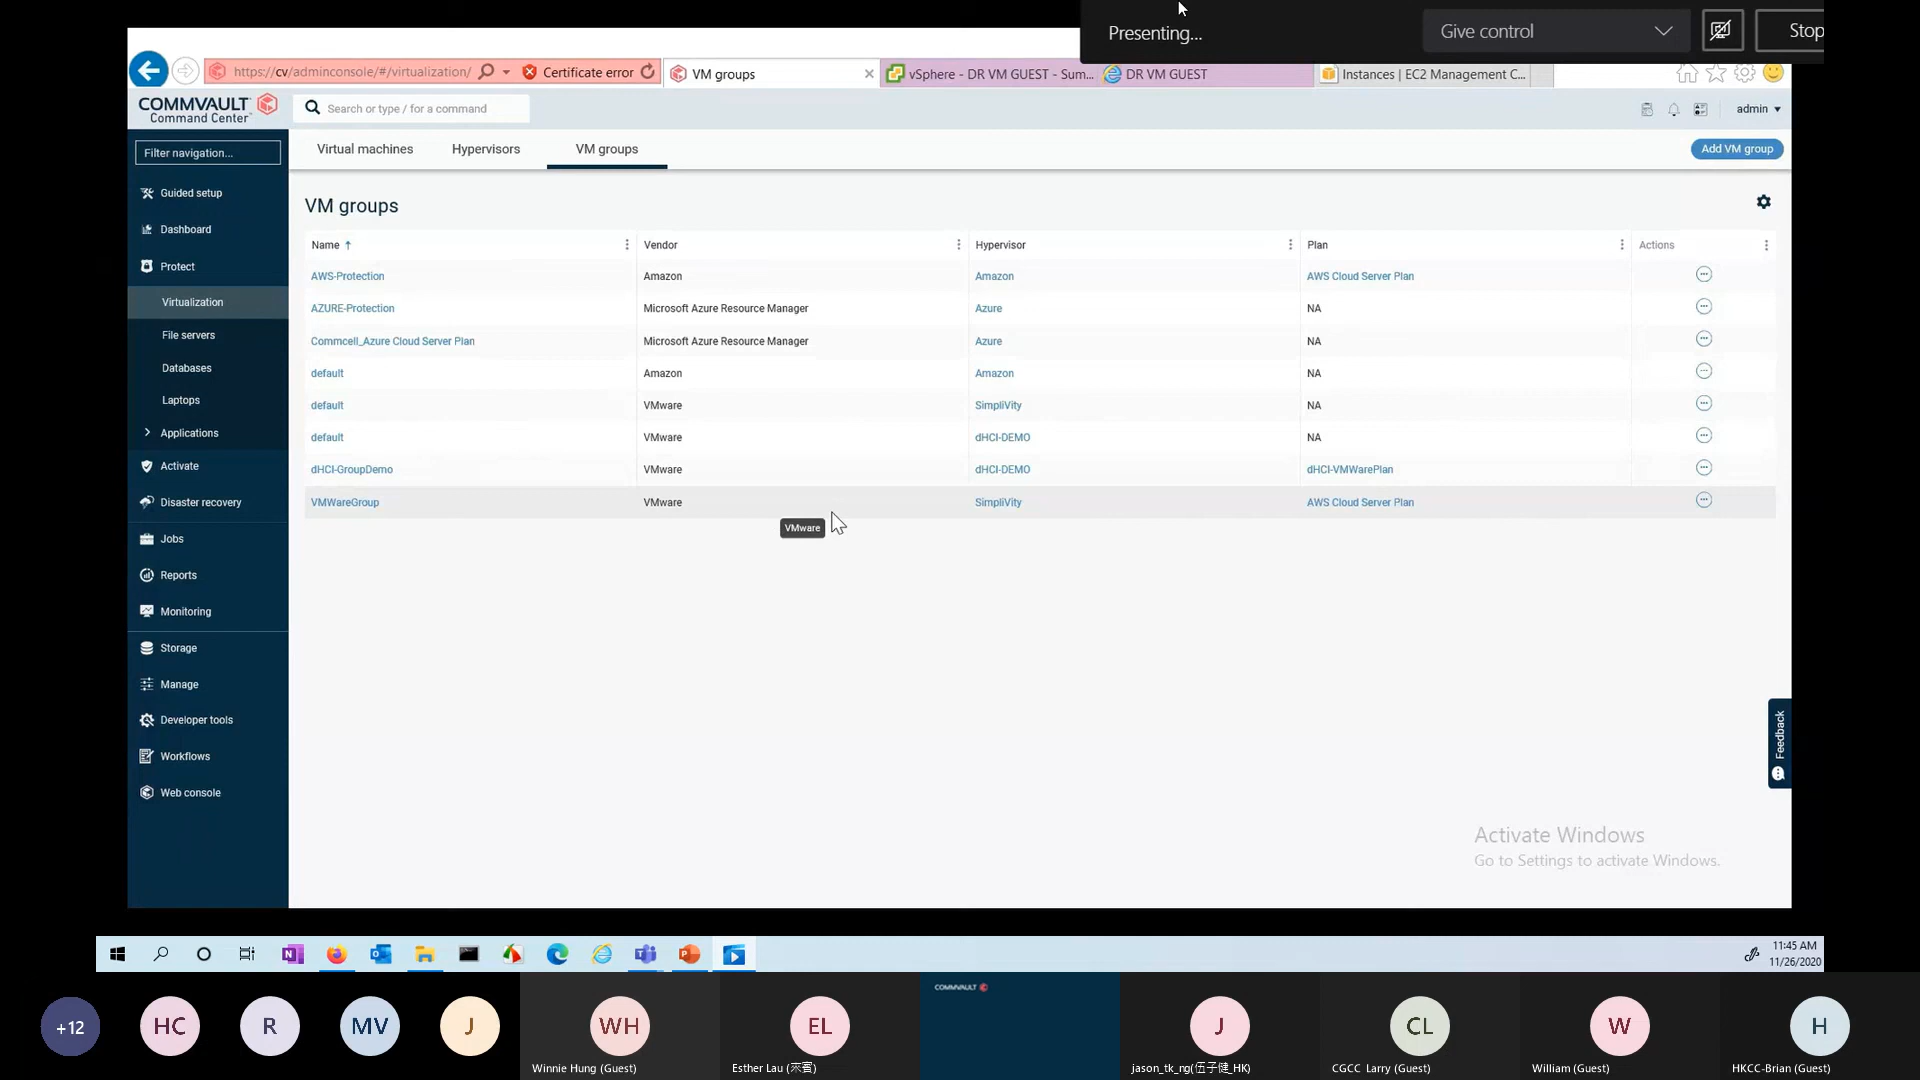 Presenting...
Give control
Stop
https://cv/adminconsole/#/virtualization/
Certificate error
VM groups
vSphere - DR VM GUEST - Sum...
DR VM GUEST
Instances | EC2 Management C...
COMMVAULT
Command Center
Search or type / for a command
admin
Filter navigation...
Virtual machines
Hypervisors
VM groups
Add VM group
Guided setup
Dashboard
Protect
Virtualization
File servers
Databases
Laptops
Applications
Activate
Disaster recovery
Jobs
Reports
Monitoring
Storage
Manage
Developer tools
Workflows
Web console
VM groups
Name Vendor Hypervisor Plan Actions
AWS-Protection Amazon Amazon AWS Cloud Server Plan
AZURE-Protection Microsoft Azure Resource Manager Azure NA
Commcell_Azure Cloud Server Plan Microsoft Azure Resource Manager Azure NA
default Amazon Amazon NA
default VMware SimpliVity NA
default VMware dHCI-DEMO NA
dHCI-GroupDemo VMware dHCI-DEMO dHCI-VMWarePlan
VMWareGroup VMware SimpliVity AWS Cloud Server Plan
VMware
Feedback
Activate Windows
Go to Settings to activate Windows.
11:45 AM
11/26/2020
COMMVAULT
+12
HC
R
MV
J
WH
EL
J
CL
W
H
Winnie Hung (Guest)
Esther Lau
jason_tk_ng(伍子健_HK)
CGCC Larry (Guest)
William (Guest)
HKCC-Brian (Guest)